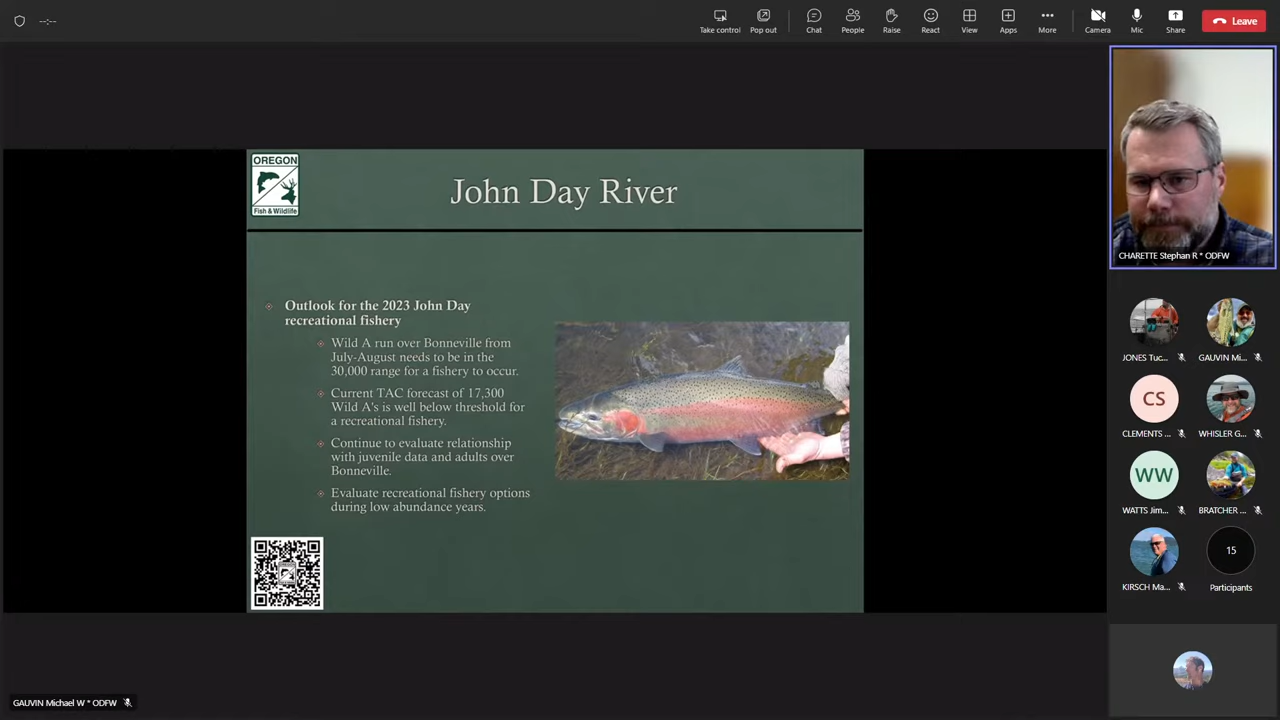 --:--
Take control
Pop out
Chat
People
Raise
React
View
Apps
More
Camera
Mic
Share
Leave
OREGON
Fish & Wildlife
John Day River
Outlook for the 2023 John Day
recreational fishery
Wild A run over Bonneville from
July-August needs to be in the
30,000 range for a fishery to occur.
Current TAC forecast of 17,300
Wild A's is well below threshold for
a recreational fishery.
Continue to evaluate relationship
with juvenile data and adults over
Bonneville.
Evaluate recreational fishery options
during low abundance years.
CHARETTE Stephan R * ODFW
JONES Tuc...
GAUVIN Mi...
CS
CLEMENTS ...
WHISLER G...
WW
WATTS Jim...
BRATCHER ...
KIRSCH Ma...
15
Participants
GAUVIN Michael W * ODFW